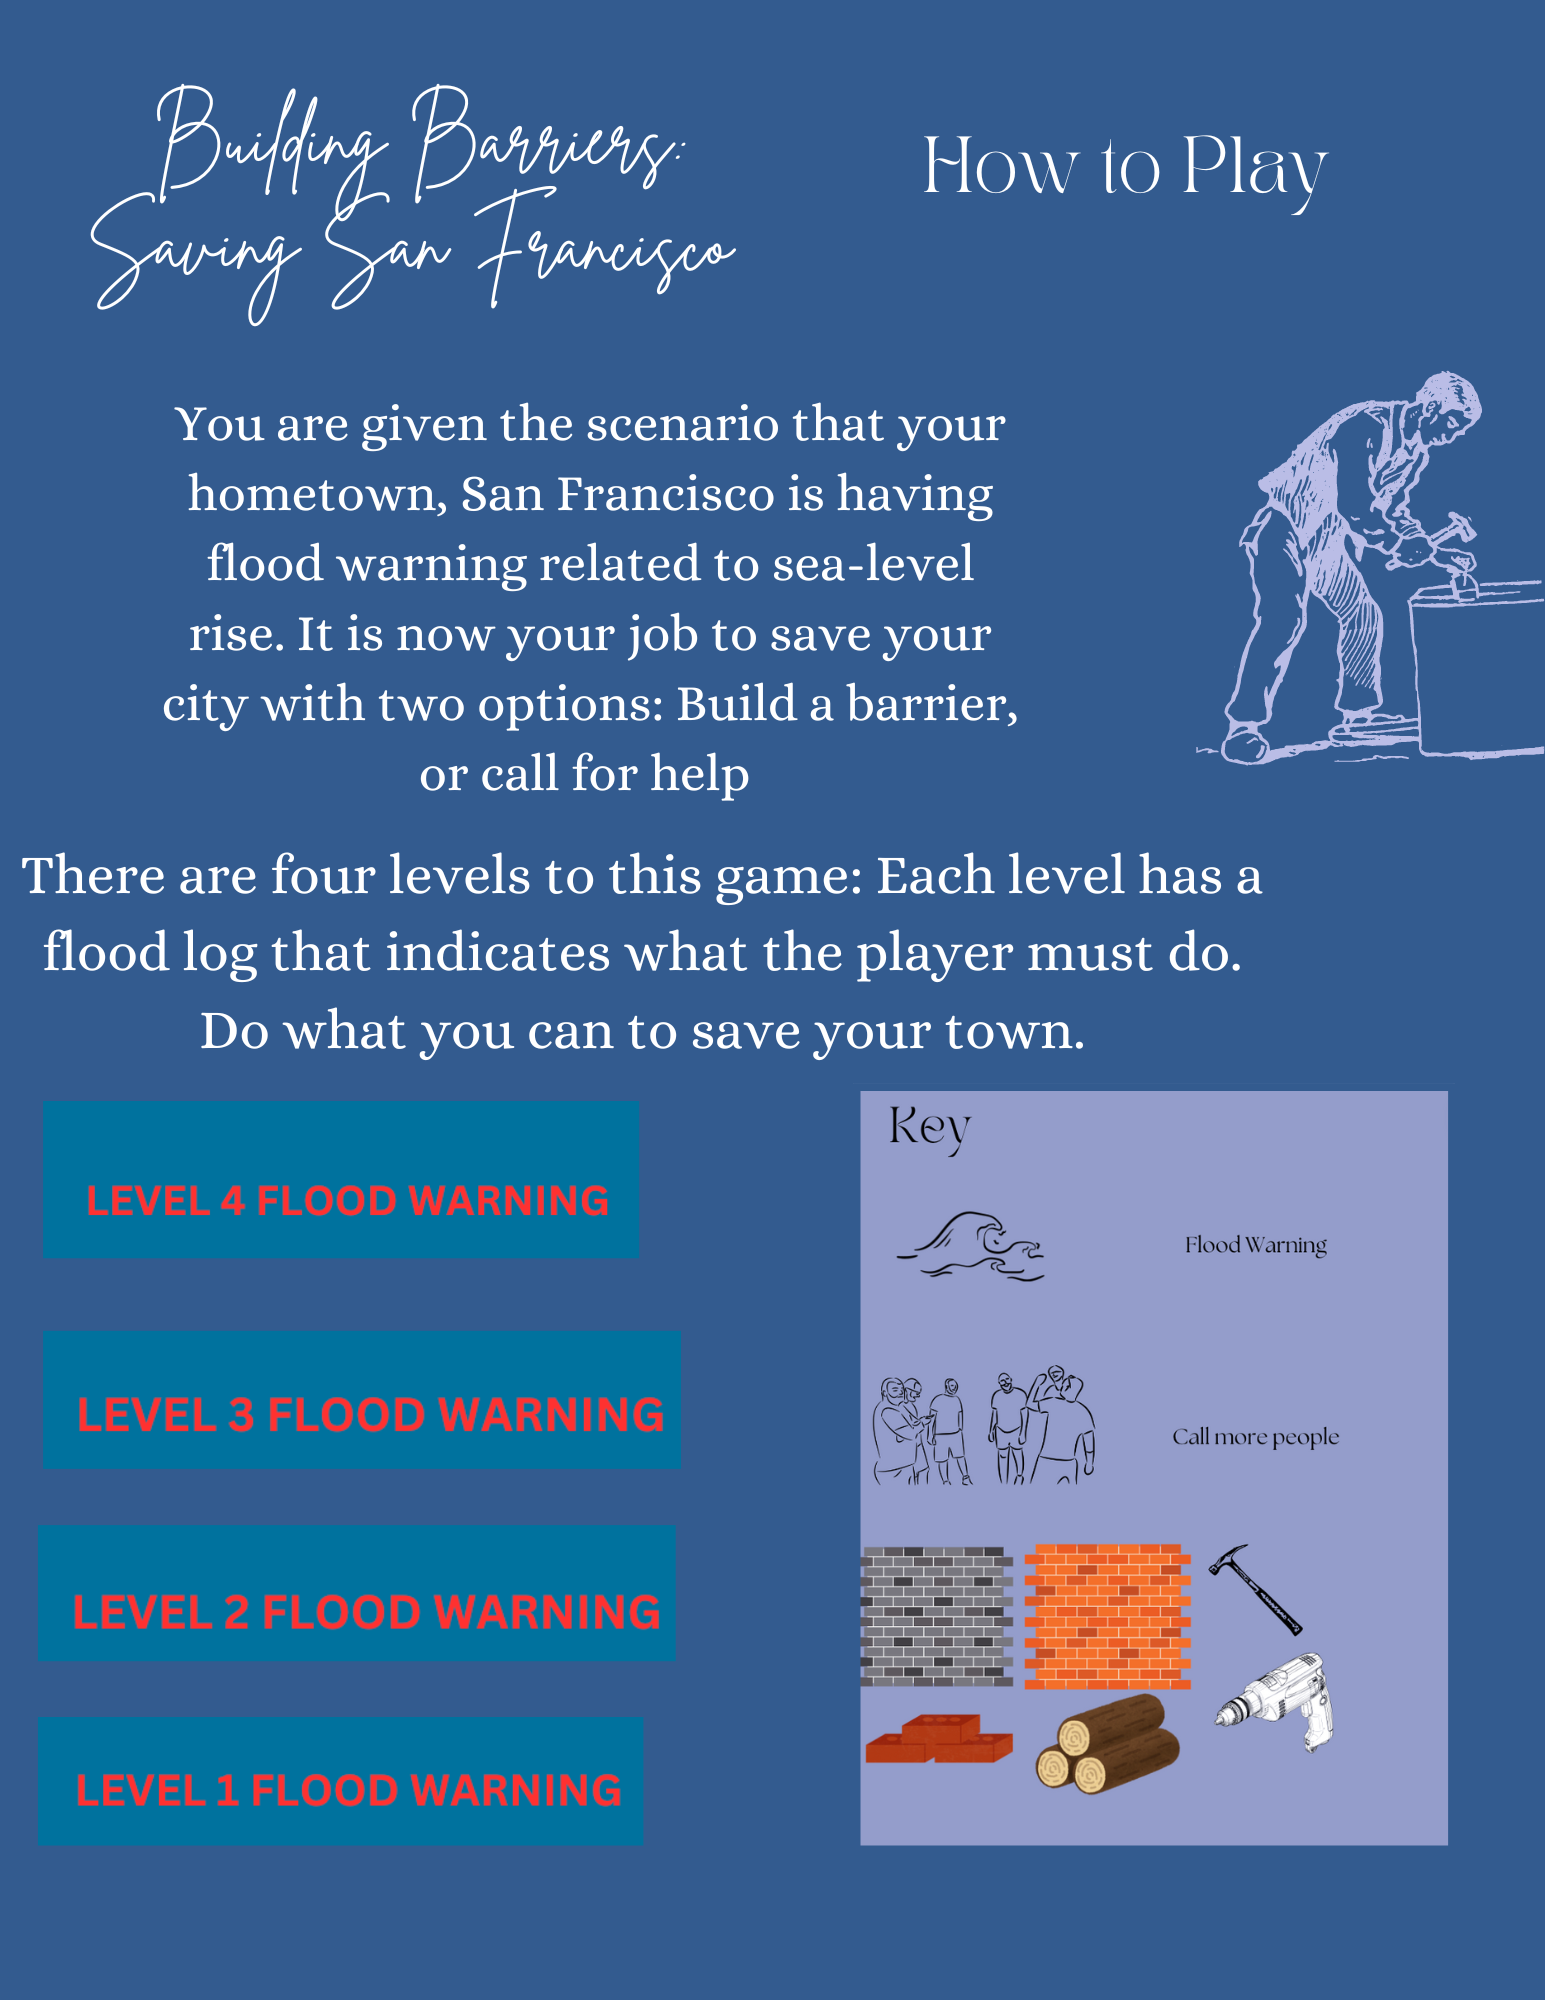 Building Barriers:
Saving San Francisco
How to Play
You are given the scenario that your
hometown, San Francisco is having
flood warning related to sea-level
rise. It is now your job to save your
city with two options: Build a barrier,
or call for help
There are four levels to this game: Each level has a
flood log that indicates what the player must do.
Do what you can to save your town.
LEVEL 4 FLOOD WARNING
LEVEL 3 FLOOD WARNING
LEVEL 2 FLOOD WARNING
LEVEL 1 FLOOD WARNING
Key
Flood Warning
Call more people